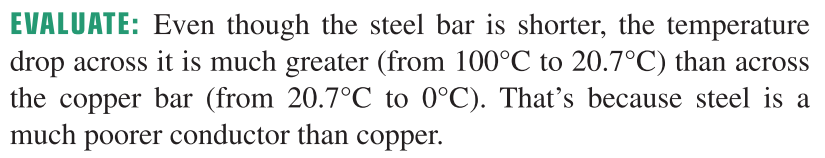 EVALUATE: Even though the steel bar is shorter, the temperature
drop across it is much greater (from 100°C to 20.7°C) than across
the copper bar (from 20.7°C to 0°C). That’s because steel is a
much poorer conductor than copper.